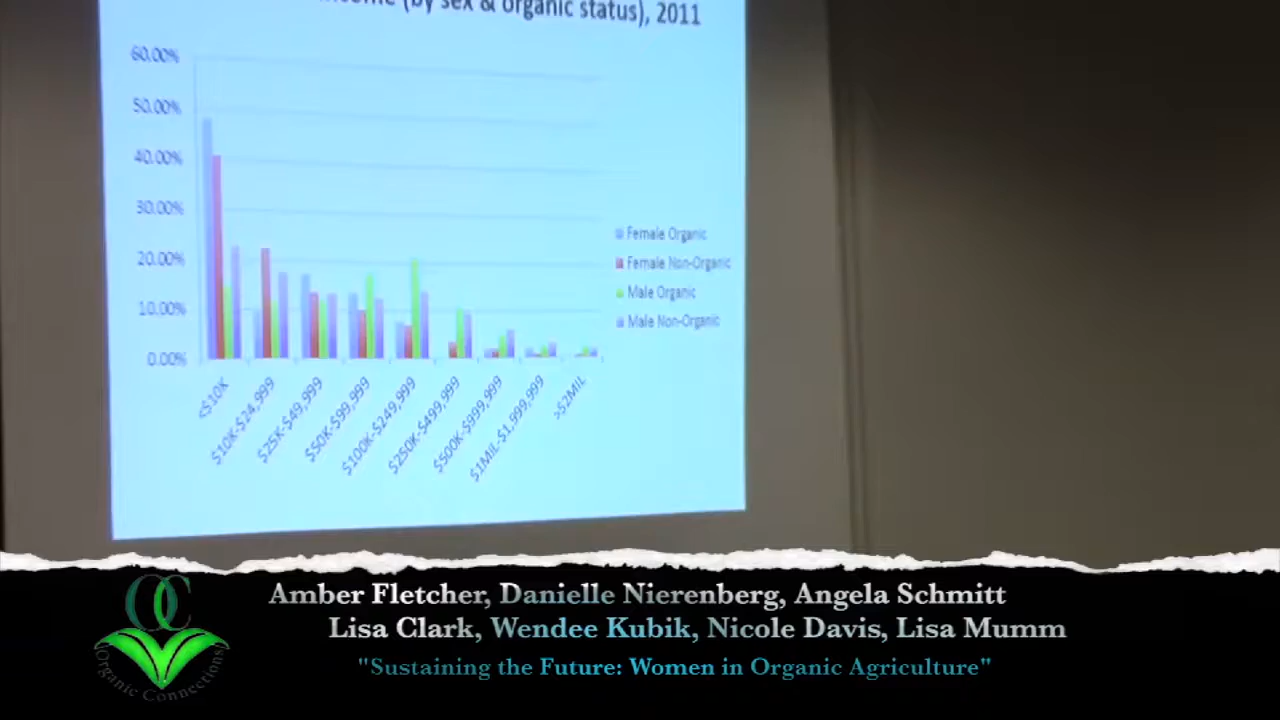 (by sex & organic status), 2011
60.00%
50.00%
40.00%
30.00%
20.00%
10.00%
0.00%
Female Organic
Female Non-Organic
Male Organic
Male Non-Organic
<$10K
$10K-$24,999
$25K-$49,999
$50K-$99,999
$100K-$249,999
$250K-$499,999
$500K-$999,999
$1MIL-$1,999,999
>$2MIL
OC
Organic Connections
Amber Fletcher, Danielle Nierenberg, Angela Schmitt
Lisa Clark, Wendee Kubik, Nicole Davis, Lisa Mumm
"Sustaining the Future: Women in Organic Agriculture"